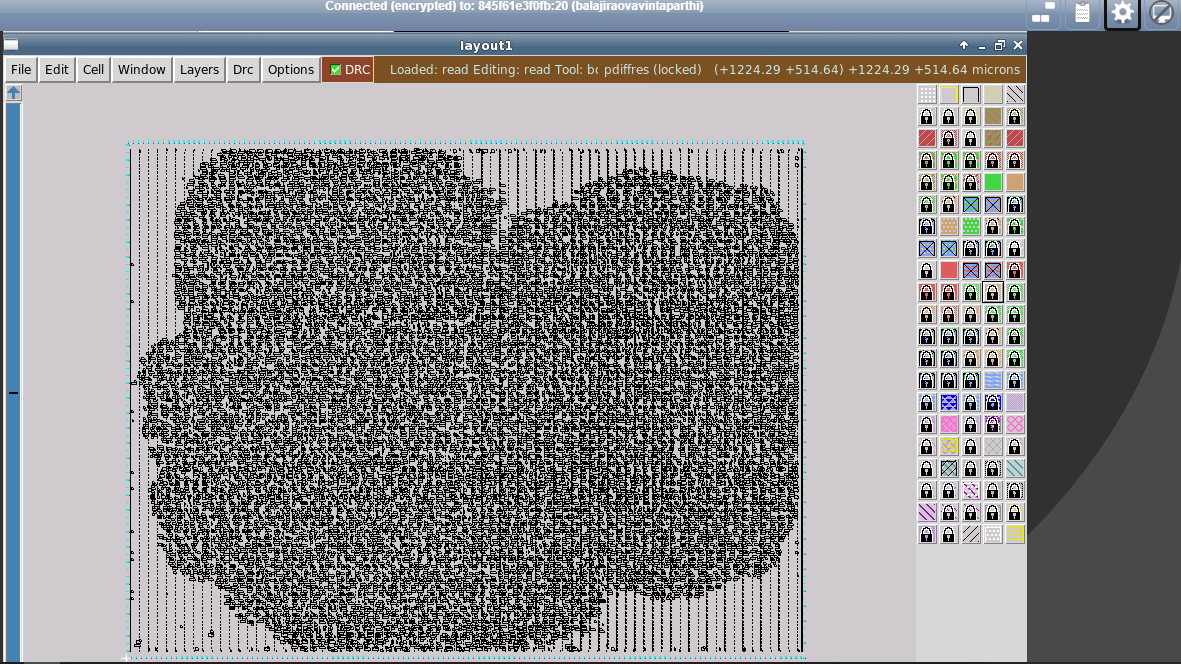 Connected (encrypted) to: 845f61e3f0fb:20 (balajiraovavintaparthi)
layout1
File Edit Cell Window Layers Drc Options DRC Loaded: read Editing: read Tool: bc pdiffres (locked) (+1224.29 +514.64) +1224.29 +514.64 microns